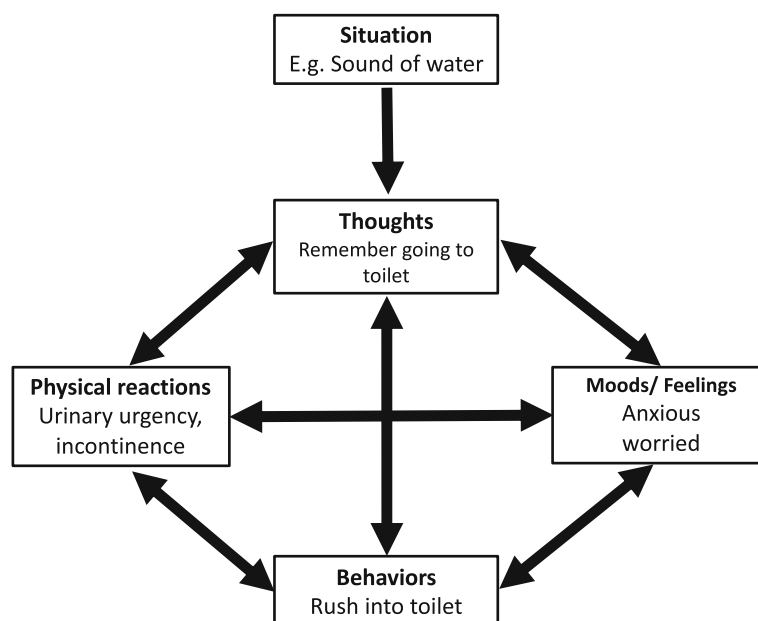 Situation
E.g. Sound of water
Thoughts
Remember going to
toilet
Physical reactions
Urinary urgency,
incontinence
Moods/ Feelings
Anxious
worried
Behaviors
Rush into toilet